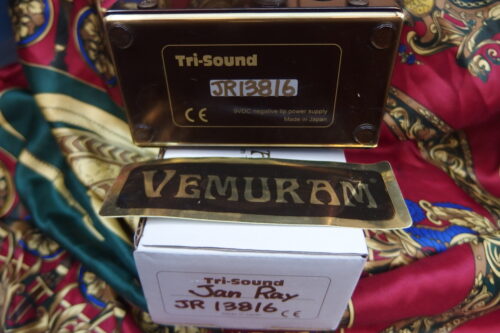 Tri-Sound
JR13816
CE
9VDC negative tip power supply
Made in Japan
VEMURAM
Tri-Sound
Jan Ray
JR 13816
CE